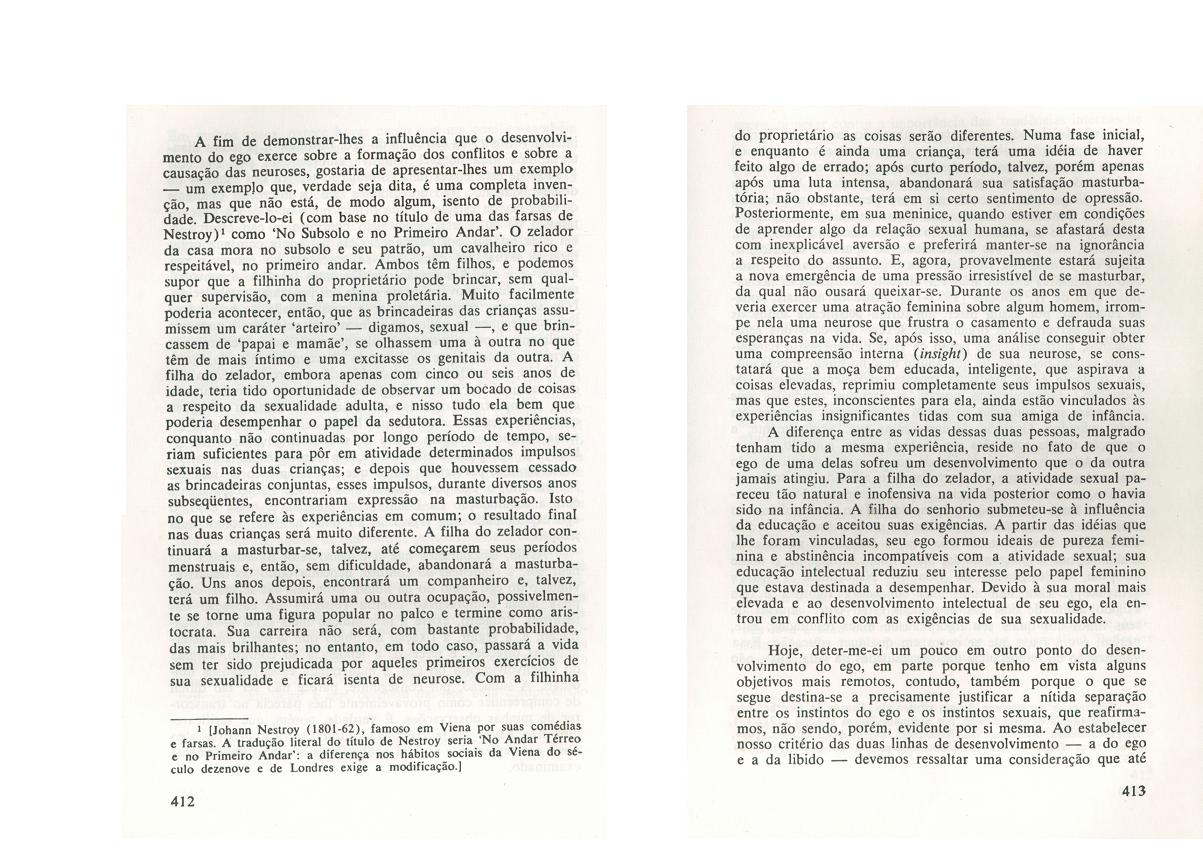 A fim de demonstrar-lhes a influência que o desenvolvi-
mento do ego exerce sobre a formação dos conflitos e sobre a
causação das neuroses, gostaria de apresentar-lhes um exemplo
— um exemplo que, verdade seja dita, é uma completa inven-
ção, mas que não está, de modo algum, isento de probabili-
dade. Descreve-lo-ei (com base no título de uma das farsas de
Nestroy)¹ como ‘No Subsolo e no Primeiro Andar’. O zelador
da casa mora no subsolo e seu patrão, um cavalheiro rico e
respeitável, no primeiro andar. Ambos têm filhos, e podemos
supor que a filhinha do proprietário pode brincar, sem qual-
quer supervisão, com a menina proletária. Muito facilmente
poderia acontecer, então, que as brincadeiras das crianças assu-
missem um caráter ‘arteiro’ — digamos, sexual —, e que brin-
cassem de ‘papai e mamãe’, se olhassem uma à outra no que
têm de mais íntimo e uma excitasse os genitais da outra. A
filha do zelador, embora apenas com cinco ou seis anos de
idade, teria tido oportunidade de observar um bocado de coisas
a respeito da sexualidade adulta, e nisso tudo ela bem que
poderia desempenhar o papel da sedutora. Essas experiências,
conquanto não continuadas por longo período de tempo, se-
riam suficientes para pôr em atividade determinados impulsos
sexuais nas duas crianças; e depois que houvessem cessado
as brincadeiras conjuntas, esses impulsos, durante diversos anos
subseqüentes, encontrariam expressão na masturbação. Isto
no que se refere às experiências em comum; o resultado final
nas duas crianças será muito diferente. A filha do zelador con-
tinuará a masturbar-se, talvez, até começarem seus períodos
menstruais e, então, sem dificuldade, abandonará a masturba-
ção. Uns anos depois, encontrará um companheiro e, talvez,
terá um filho. Assumirá uma ou outra ocupação, possivelmen-
te se torne uma figura popular no palco e termine como aris-
tocrata. Sua carreira não será, com bastante probabilidade,
das mais brilhantes; no entanto, em todo caso, passará a vida
sem ter sido prejudicada por aqueles primeiros exercícios de
sua sexualidade e ficará isenta de neurose. Com a filhinha
¹ [Johann Nestroy (1801-62), famoso em Viena por suas comédias
e farsas. A tradução literal do título de Nestroy seria ‘No Andar Térreo
e no Primeiro Andar’: a diferença nos hábitos sociais da Viena do sé-
culo dezenove e de Londres exige a modificação.]
412
do proprietário as coisas serão diferentes. Numa fase inicial,
e enquanto é ainda uma criança, terá uma idéia de haver
feito algo de errado; após curto período, talvez, porém apenas
após uma luta intensa, abandonará sua satisfação masturba-
tória; não obstante, terá em si certo sentimento de opressão.
Posteriormente, em sua meninice, quando estiver em condições
de aprender algo da relação sexual humana, se afastará desta
com inexplicável aversão e preferirá manter-se na ignorância
a respeito do assunto. E, agora, provavelmente estará sujeita
a nova emergência de uma pressão irresistível de se masturbar,
da qual não ousará queixar-se. Durante os anos em que de-
veria exercer uma atração feminina sobre algum homem, irrom-
pe nela uma neurose que frustra o casamento e defrauda suas
esperanças na vida. Se, após isso, uma análise conseguir obter
uma compreensão interna (insight) de sua neurose, se cons-
tatará que a moça bem educada, inteligente, que aspirava a
coisas elevadas, reprimiu completamente seus impulsos sexuais,
mas que estes, inconscientes para ela, ainda estão vinculados às
experiências insignificantes tidas com sua amiga de infância.
A diferença entre as vidas dessas duas pessoas, malgrado
tenham tido a mesma experiência, reside no fato de que o
ego de uma delas sofreu um desenvolvimento que o da outra
jamais atingiu. Para a filha do zelador, a atividade sexual pa-
receu tão natural e inofensiva na vida posterior como o havia
sido na infância. A filha do senhorio submeteu-se à influência
da educação e aceitou suas exigências. A partir das idéias que
lhe foram vinculadas, seu ego formou ideais de pureza femi-
nina e abstinência incompatíveis com a atividade sexual; sua
educação intelectual reduziu seu interesse pelo papel feminino
que estava destinada a desempenhar. Devido à sua moral mais
elevada e ao desenvolvimento intelectual de seu ego, ela en-
trou em conflito com as exigências de sua sexualidade.
Hoje, deter-me-ei um pouco em outro ponto do desen-
volvimento do ego, em parte porque tenho em vista alguns
objetivos mais remotos, contudo, também porque o que se
segue destina-se a precisamente justificar a nítida separação
entre os instintos do ego e os instintos sexuais, que reafirma-
mos, não sendo, porém, evidente por si mesma. Ao estabelecer
nosso critério das duas linhas de desenvolvimento — a do ego
e a da libido — devemos ressaltar uma consideração que até
413